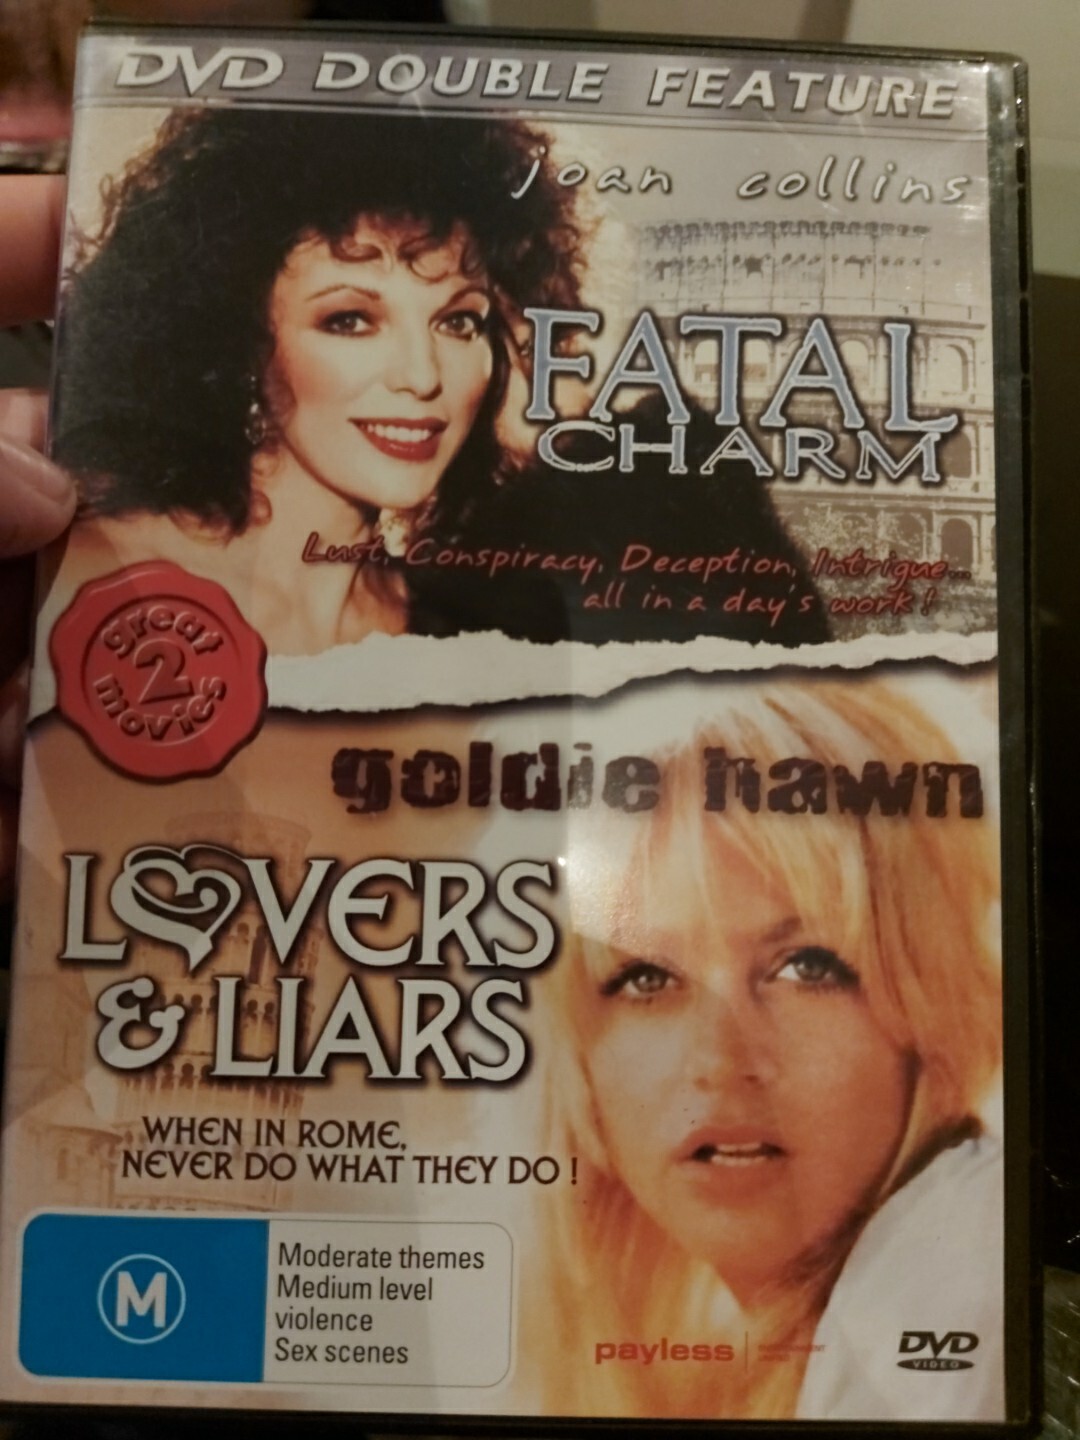 DVD DOUBLE FEATURE
joan collins
FATAL
CHARM
Lust, Conspiracy, Deception, Intrigue...
all in a day's work!
great
2
movies
goldie hawn
LOVERS
& LIARS
WHEN IN ROME,
NEVER DO WHAT THEY DO!
M
Moderate themes
Medium level
violence
Sex scenes
payless
DVD
VIDEO